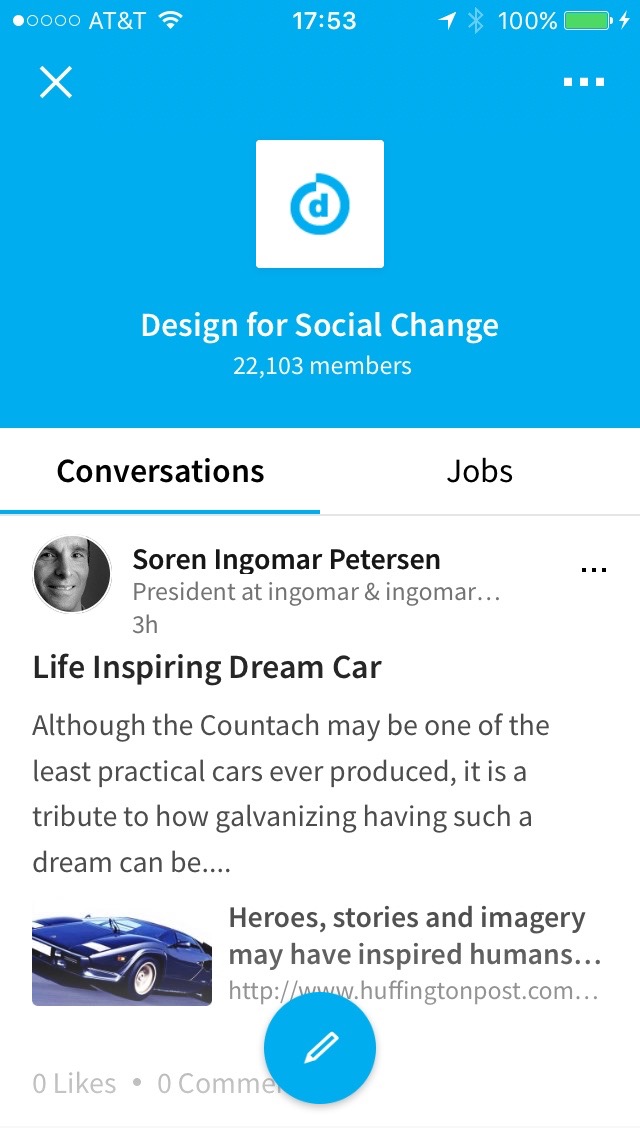 AT&T 17:53 100%
d
Design for Social Change
22,103 members
Conversations Jobs
Soren Ingomar Petersen
President at ingomar & ingomar…
3h
Life Inspiring Dream Car
Although the Countach may be one of the
least practical cars ever produced, it is a
tribute to how galvanizing having such a
dream can be....
Heroes, stories and imagery
may have inspired humans…
http://www.huffingtonpost.com…
0 Likes • 0 Comme